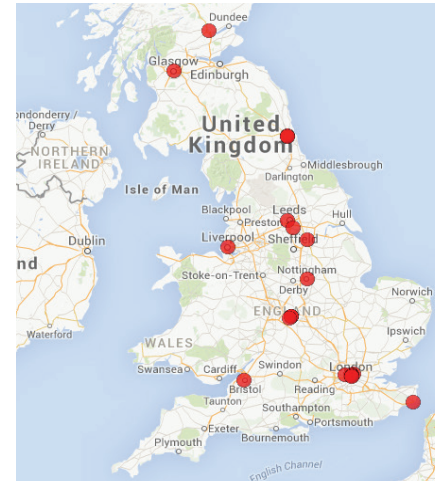 Dundee
Glasgow
Edinburgh
ondonderry /
Derry
United
Kingdom
NORTHERN
IRELAND
Middlesbrough
Darlington
Isle of Man
Blackpool
Leeds
Preston
Hull
Dublin
Liverpool
Sheffield
nd
Stoke-on-Trent
Nottingham
Derby
Norwich
Waterford
ENGLAND
WALES
Ipswich
Swansea
Cardiff
Swindon
London
Bristol
Reading
Taunton
Southampton
Portsmouth
Exeter
Bournemouth
Plymouth
English Channel